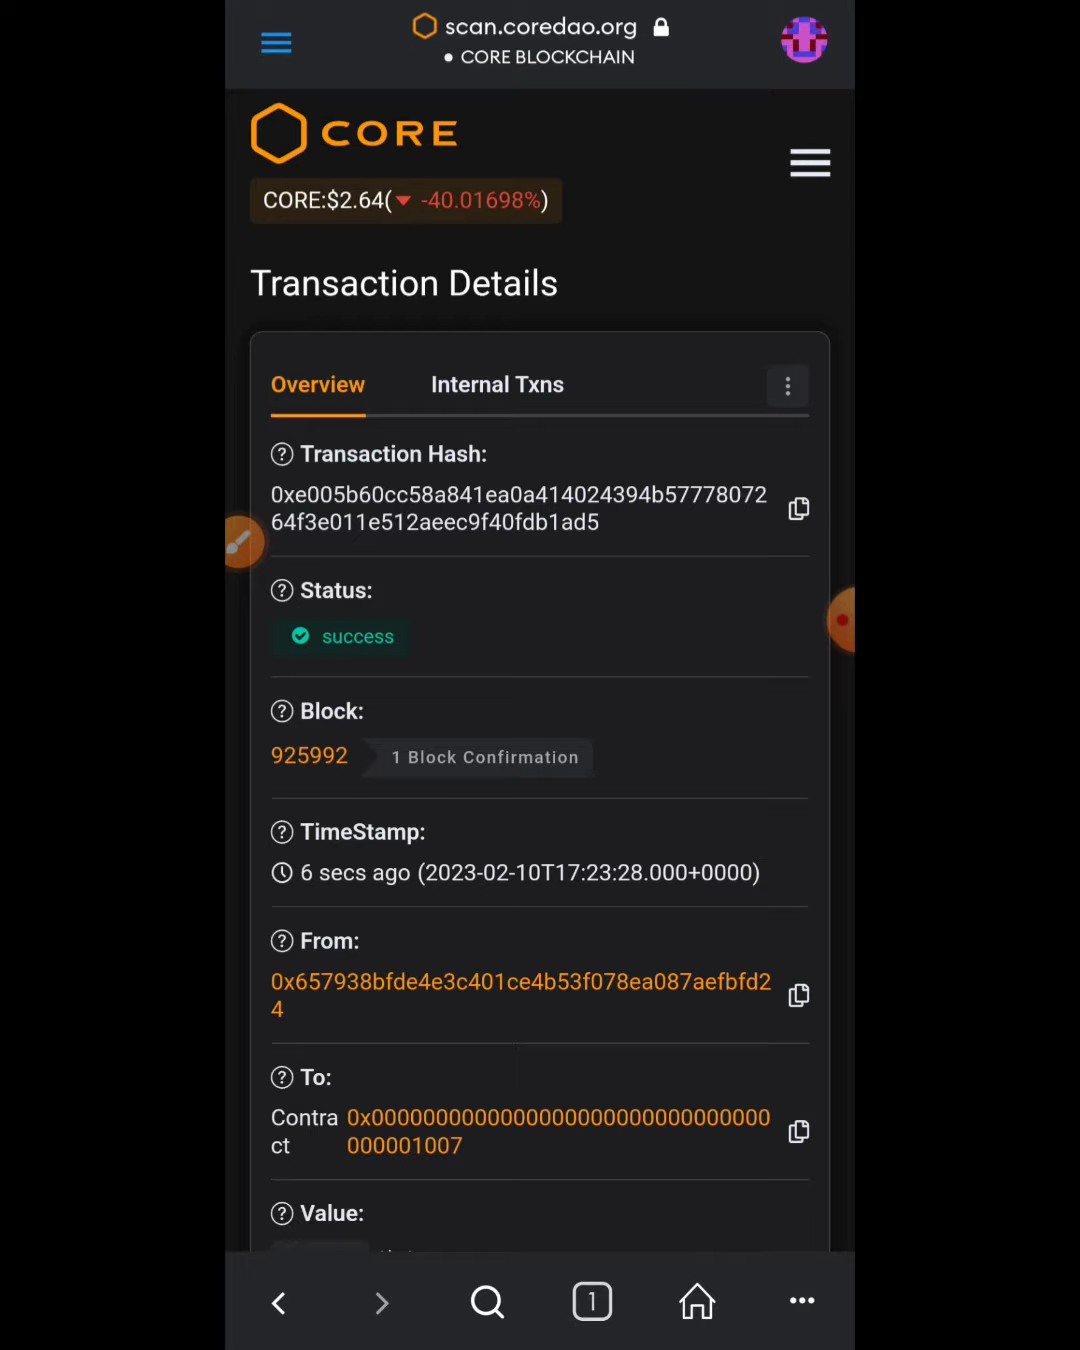 scan.coredao.org
CORE BLOCKCHAIN
CORE
CORE:$2.64(▼ -40.01698%)
Transaction Details
Overview
Internal Txns
Transaction Hash:
0xe005b60cc58a841ea0a414024394b57778072
64f3e011e512aeec9f40fdb1ad5
Status:
success
Block:
925992
1 Block Confirmation
TimeStamp:
6 secs ago (2023-02-10T17:23:28.000+0000)
From:
0x657938bfde4e3c401ce4b53f078ea087aefbfd2
4
To:
Contra
ct
0x000000000000000000000000000000
000001007
Value:
1